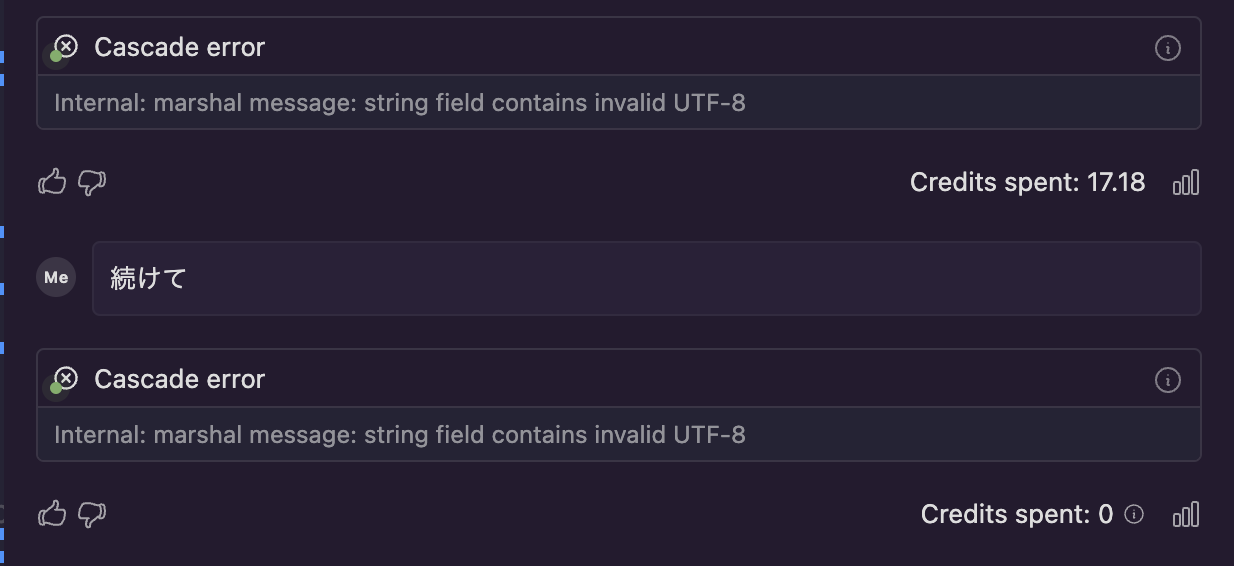 Cascade error
Internal: marshal message: string field contains invalid UTF-8
Credits spent: 17.18
Me
続けて
Cascade error
Internal: marshal message: string field contains invalid UTF-8
Credits spent: 0